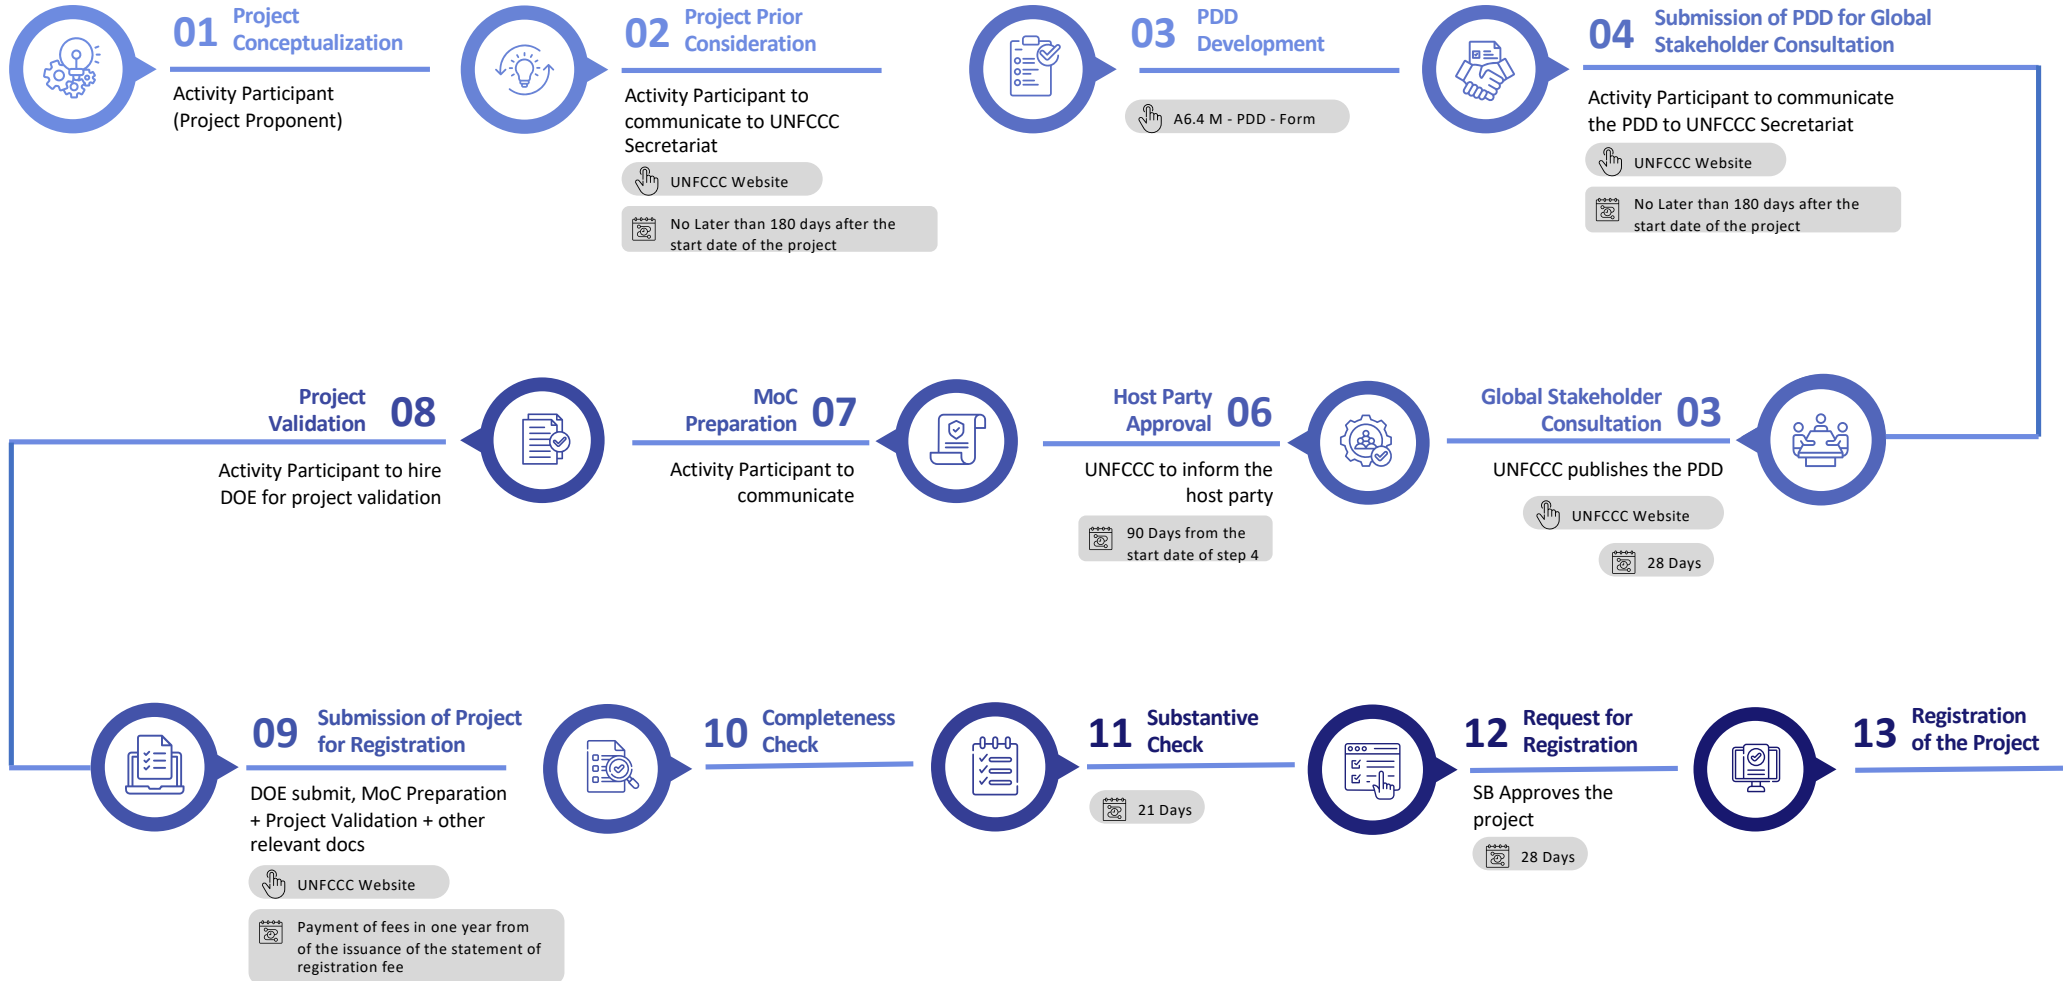 01
Project
Conceptualization
Activity Participant
(Project Proponent)
02
Project Prior
Consideration
Activity Participant to
communicate to UNFCCC
Secretariat
UNFCCC Website
No Later than 180 days after the
start date of the project
03
PDD
Development
A6.4 M - PDD - Form
04
Submission of PDD for Global
Stakeholder Consultation
Activity Participant to communicate
the PDD to UNFCCC Secretariat
UNFCCC Website
No Later than 180 days after the
start date of the project
Global Stakeholder
Consultation
03
UNFCCC publishes the PDD
UNFCCC Website
28 Days
Host Party
Approval
06
UNFCCC to inform the
host party
90 Days from the
start date of step 4
MoC
Preparation
07
Activity Participant to
communicate
Project
Validation
08
Activity Participant to hire
DOE for project validation
09
Submission of Project
for Registration
DOE submit, MoC Preparation
+ Project Validation + other
relevant docs
UNFCCC Website
Payment of fees in one year from
of the issuance of the statement of
registration fee
10
Completeness
Check
11
Substantive
Check
21 Days
12
Request for
Registration
SB Approves the
project
28 Days
13
Registration
of the Project